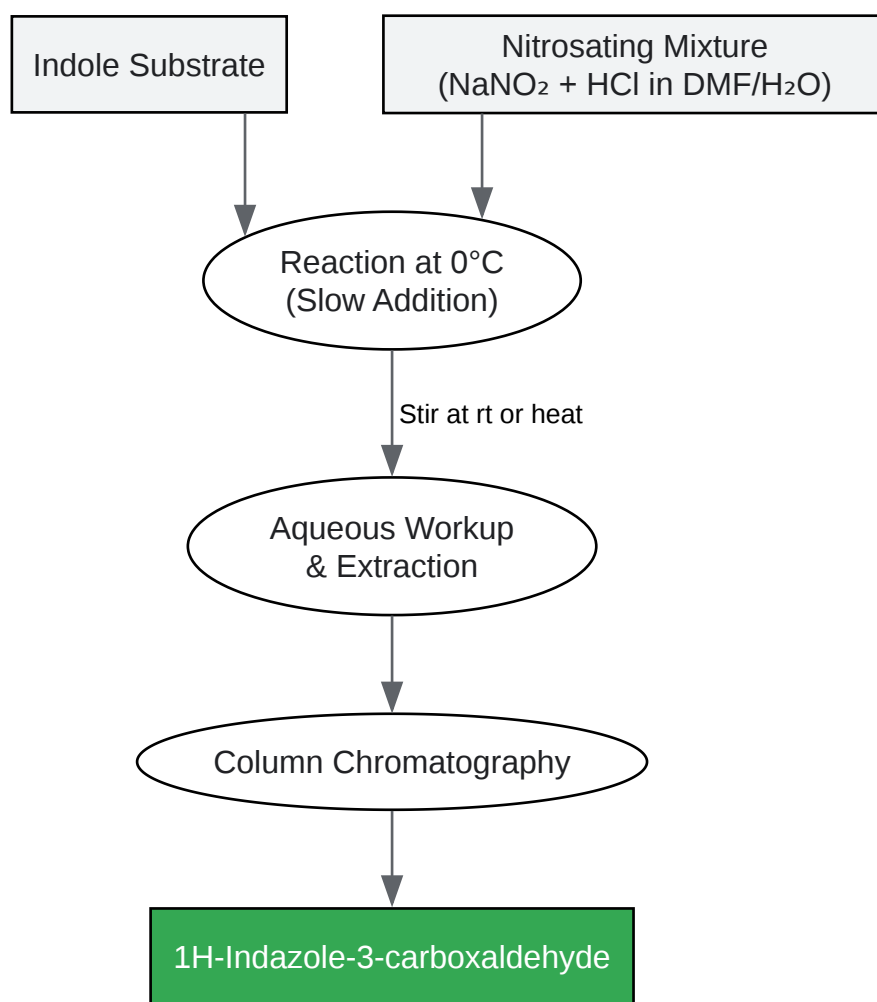 Indole Substrate
Nitrosating Mixture
(NaNO₂ + HCl in DMF/H₂O)
Reaction at 0°C
(Slow Addition)
Stir at rt or heat
Aqueous Workup
& Extraction
Column Chromatography
1H-Indazole-3-carboxaldehyde